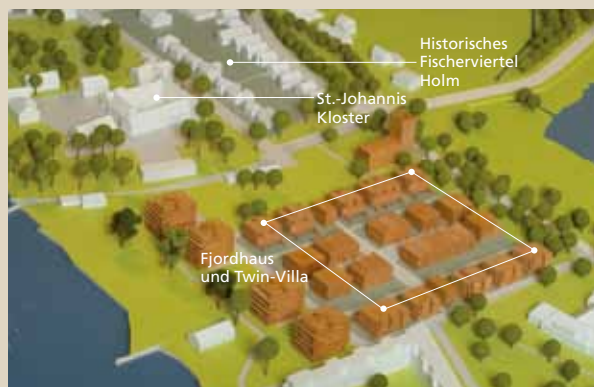 Historisches
Fischerviertel
Holm
St.-Johannis
Kloster
Fjordhaus
und Twin-Villa